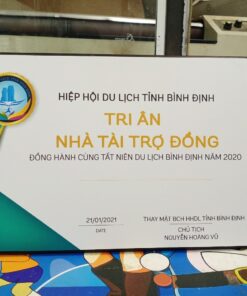 HIỆP HỘI DU LỊCH TỈNH BÌNH ĐỊNH
TRI ÂN
NHÀ TÀI TRỢ ĐỒNG
ĐỒNG HÀNH CÙNG TẤT NIÊN DU LỊCH BÌNH ĐỊNH NĂM 2020
21/01/2021
DATE
THAY MẶT BCH HHDL TỈNH BÌNH ĐỊNH
CHỦ TỊCH
NGUYỄN HOÀNG VŨ